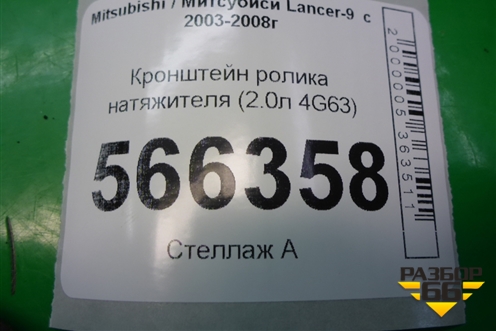 Mitsubishi / Митсубиси Lancer-9 с
2003-2008г
Кронштейн ролика
натяжителя (2.0л 4G63)
566358
Стеллаж А
2000005363511
РАЗБОР
66